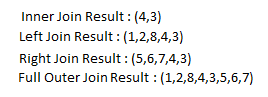 Inner Join Result : (4,3)
Left Join Result : (1,2,8,4,3)
Right Join Result : (5,6,7,4,3)
Full Outer Join Result : (1,2,8,4,3,5,6,7)